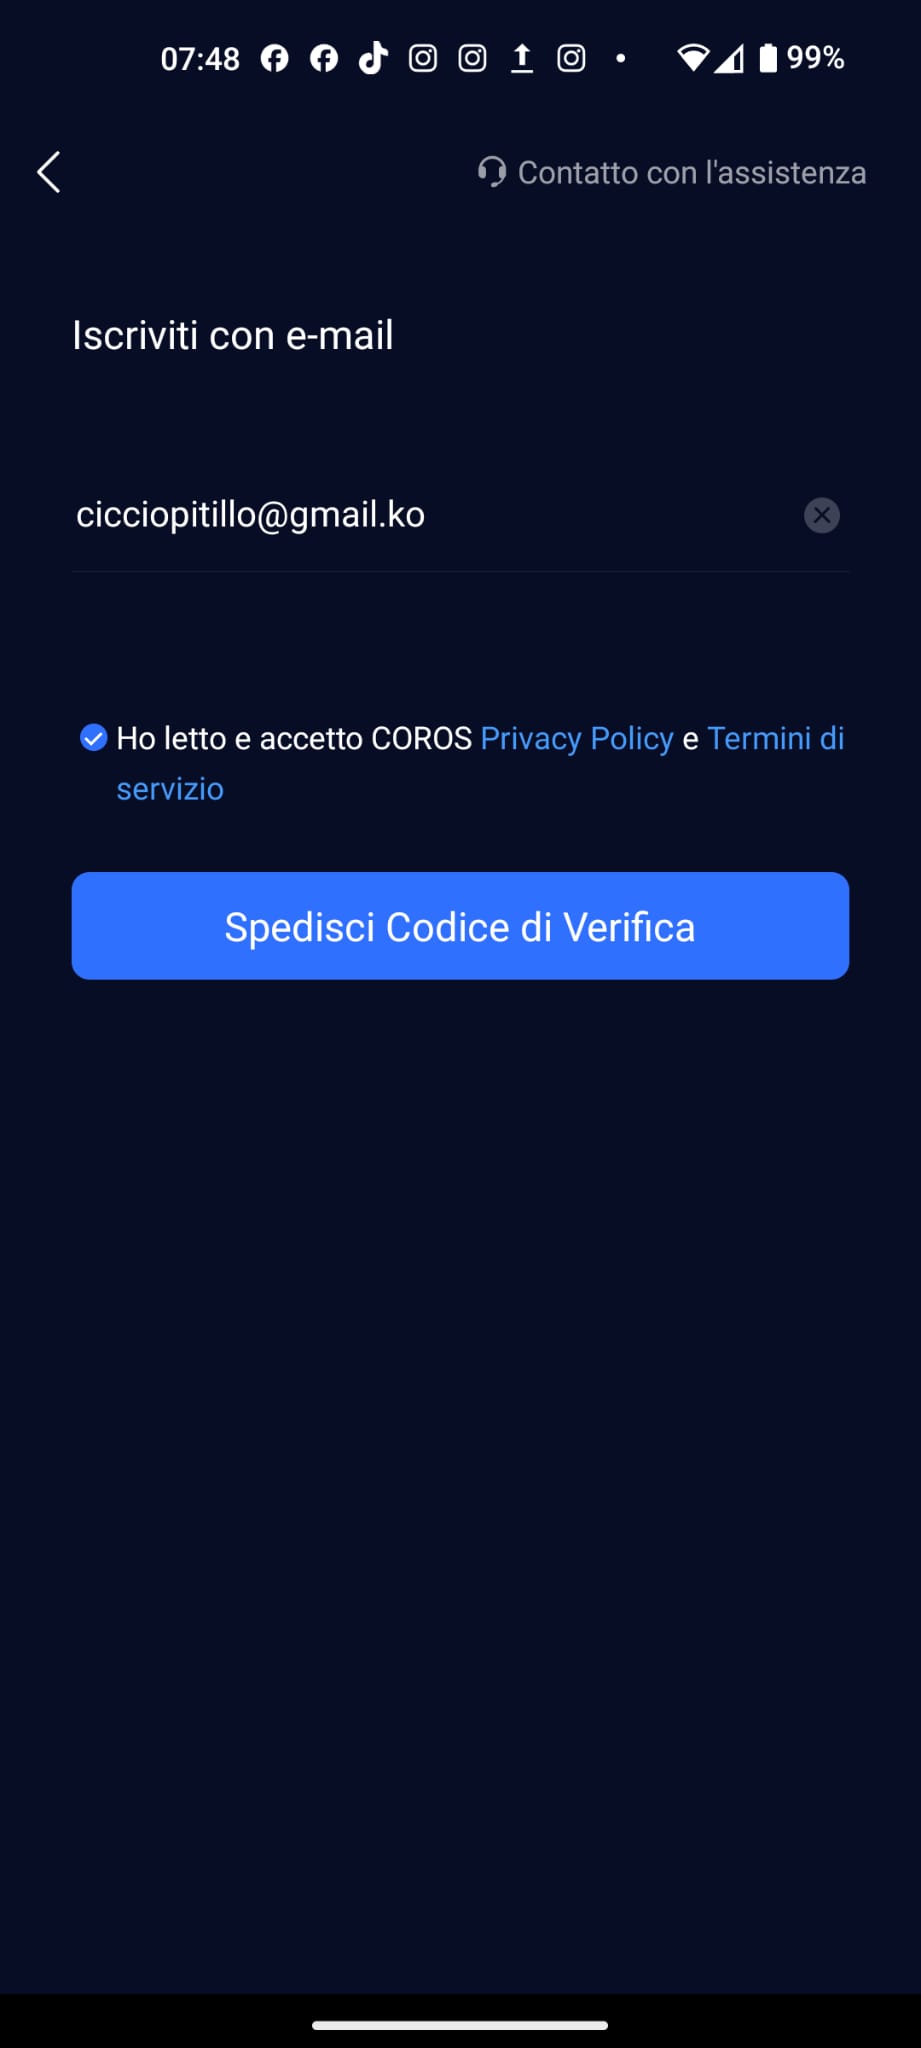 07:48 99%
Contatto con l'assistenza
Iscriviti con e-mail
cicciopitillo@gmail.ko
Ho letto e accetto COROS Privacy Policy e Termini di
servizio
Spedisci Codice di Verifica